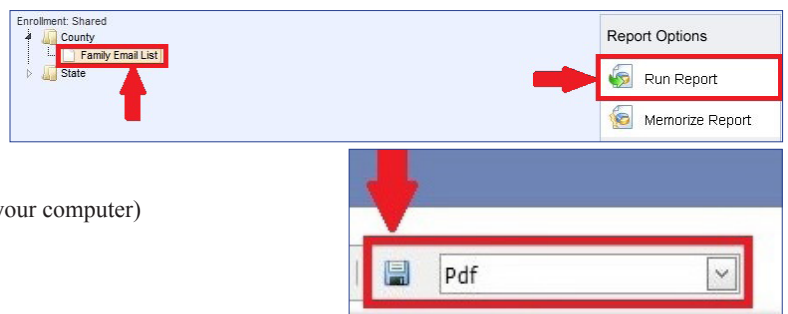 Enrollment: Shared
County
Family Email List
State
Report Options
Run Report
Memorize Report
your computer)
Pdf